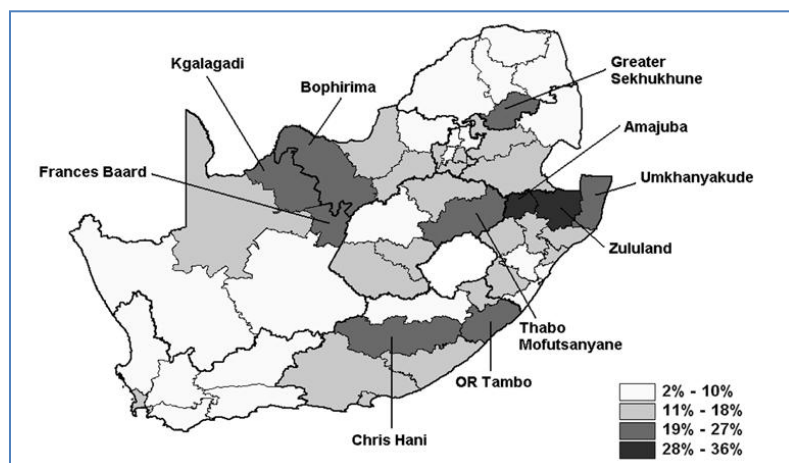 Kgalagadi
Bophirima
Frances Baard
Greater
Sekhukhune
Amajuba
Umkhanyakude
Zululand
Thabo
Mofutsanyane
OR Tambo
Chris Hani
2% - 10%
11% - 18%
19% - 27%
28% - 36%